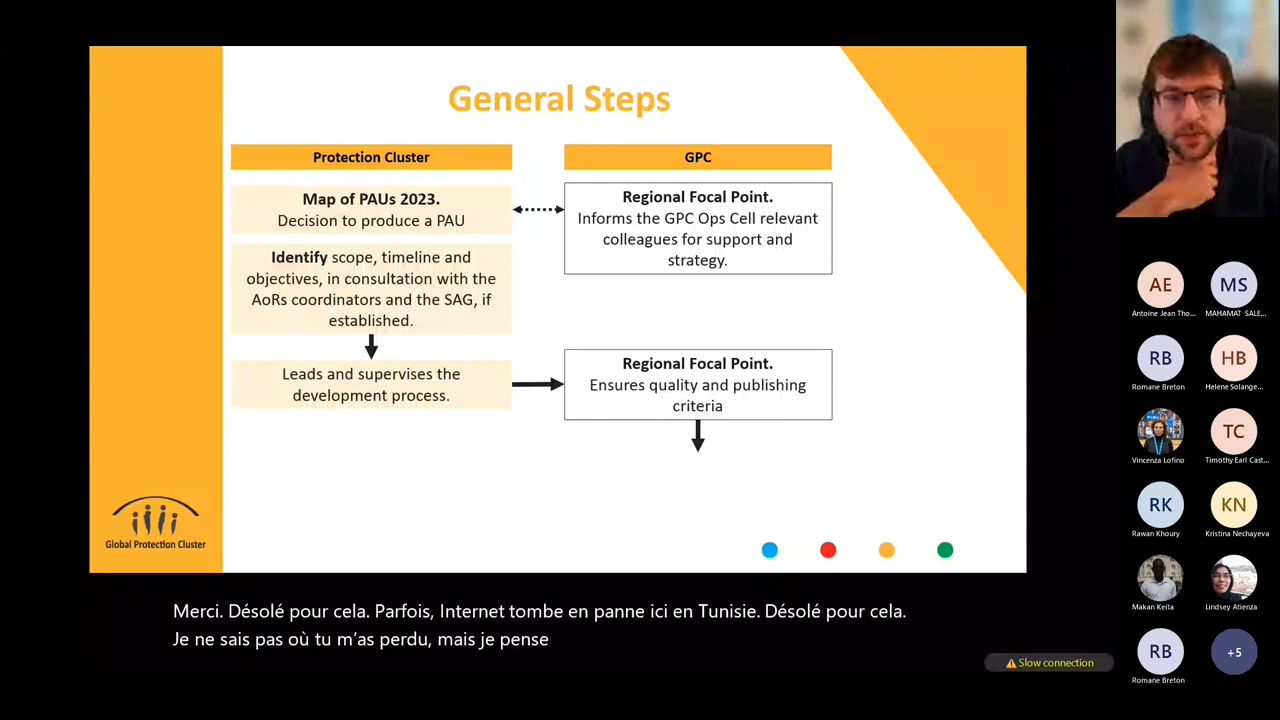 General Steps
Protection Cluster
GPC
Map of PAUs 2023.
Decision to produce a PAU
Regional Focal Point.
Informs the GPC Ops Cell relevant
colleagues for support and
strategy.
Identify scope, timeline and
objectives, in consultation with the
AoRs coordinators and the SAG, if
established.
Leads and supervises the
development process.
Regional Focal Point.
Ensures quality and publishing
criteria
Global Protection Cluster
Merci. Désolé pour cela. Parfois, Internet tombe en panne ici en Tunisie. Désolé pour cela.
Je ne sais pas où tu m’as perdu, mais je pense
Slow connection
AE
MS
Antoine Jean Tho...
MAHAMAT SALE...
RB
HB
Romane Breton
Helene Solange...
TC
Vincenza Lofino
Timothy Earl Cast...
RK
KN
Rawan Khoury
Kristina Nechayeva
Makan Keita
Lindsey Atienza
RB
+5
Romane Breton